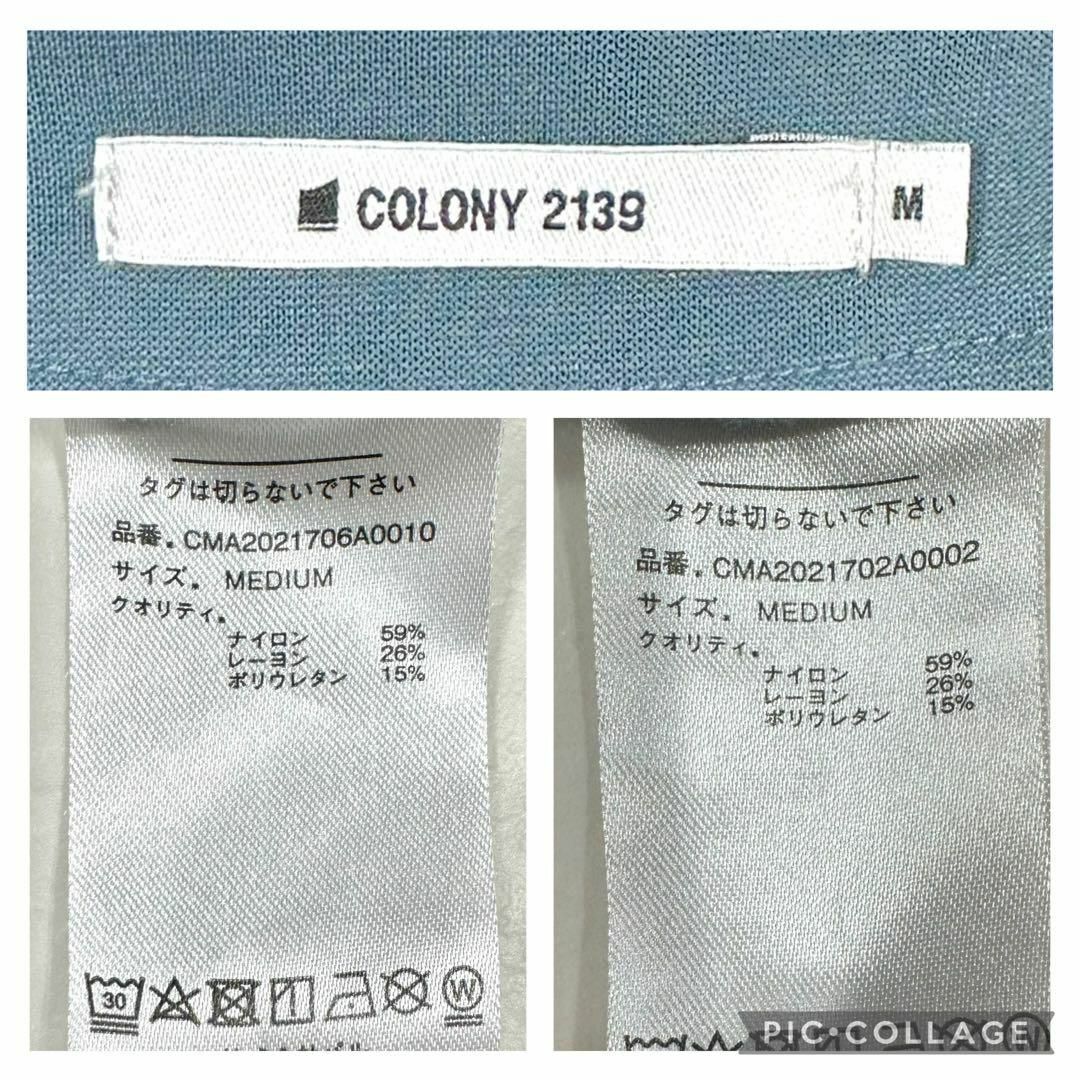 COLONY 2139
M
タグは切らないで下さい
品番. CMA2021706A0010
サイズ. MEDIUM
クオリティ.
ナイロン 59%
レーヨン 26%
ポリウレタン 15%
30
W
タグは切らないで下さい
品番. CMA2021702A0002
サイズ. MEDIUM
クオリティ.
ナイロン 59%
レーヨン 26%
ポリウレタン 15%
PIC•COLLAGE